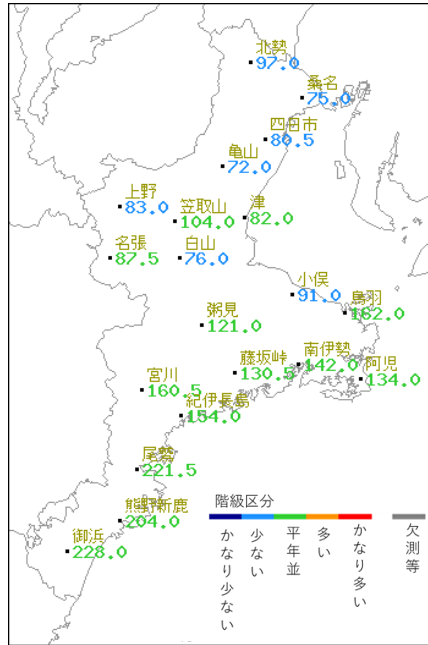 北勢
97.0
桑名
75.0
四日市
80.5
亀山
72.0
上野
83.0
笠取山
104.0
津
82.0
名張
87.5
白山
76.0
小俣
91.0
鳥羽
162.0
粥見
121.0
藤坂峠
130.5
南伊勢
142.0
阿児
134.0
宮川
160.5
紀伊長島
154.0
尾鷲
221.5
熊野新鹿
204.0
御浜
228.0
階級区分
かなり少ない
少ない
平年並
多い
かなり多い
欠測等